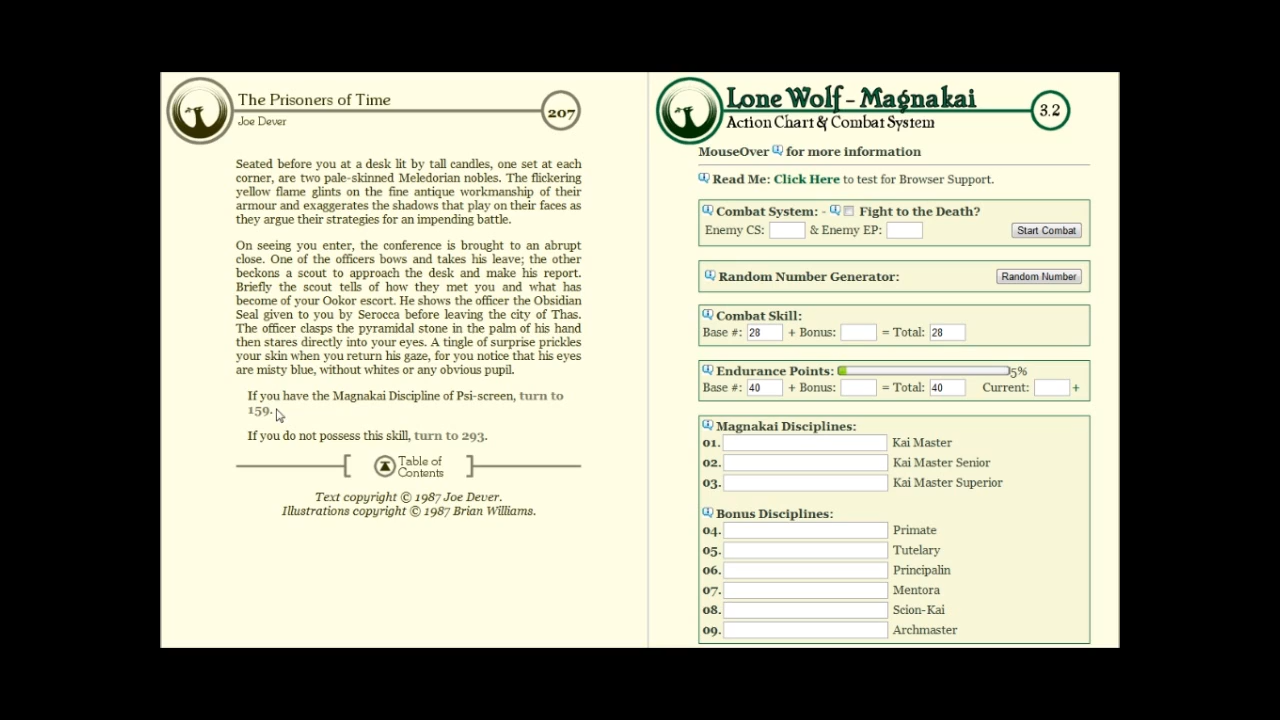 The Prisoners of Time
Joe Dever
207
Seated before you at a desk lit by tall candles, one set at each
corner, are two pale-skinned Meledorian nobles. The flickering
yellow flame glints on the fine antique workmanship of their
armour and exaggerates the shadows that play on their faces as
they argue their strategies for an impending battle.
On seeing you enter, the conference is brought to an abrupt
close. One of the officers bows and takes his leave; the other
beckons a scout to approach the desk and make his report.
Briefly the scout tells of how they met you and what has
become of your Ookor escort. He shows the officer the Obsidian
Seal given to you by Serocca before leaving the city of Thas.
The officer clasps the pyramidal stone in the palm of his hand
then stares directly into your eyes. A tingle of surprise prickles
your skin when you return his gaze, for you notice that his eyes
are misty blue, without whites or any obvious pupil.
If you have the Magnakai Discipline of Psi-screen, turn to
159.
If you do not possess this skill, turn to 293.
Table of
Contents
Text copyright © 1987 Joe Dever.
Illustrations copyright © 1987 Brian Williams.
Lone Wolf - Magnakai
Action Chart & Combat System
3.2
MouseOver for more information
Read Me: Click Here to test for Browser Support.
Combat System: - Fight to the Death?
Enemy CS: & Enemy EP: Start Combat
Random Number Generator: Random Number
Combat Skill:
Base #: 28 + Bonus: = Total: 28
Endurance Points: 5%
Base #: 40 + Bonus: = Total: 40 Current: +
Magnakai Disciplines:
01. Kai Master
02. Kai Master Senior
03. Kai Master Superior
Bonus Disciplines:
04. Primate
05. Tutelary
06. Principalin
07. Mentora
08. Scion-Kai
09. Archmaster